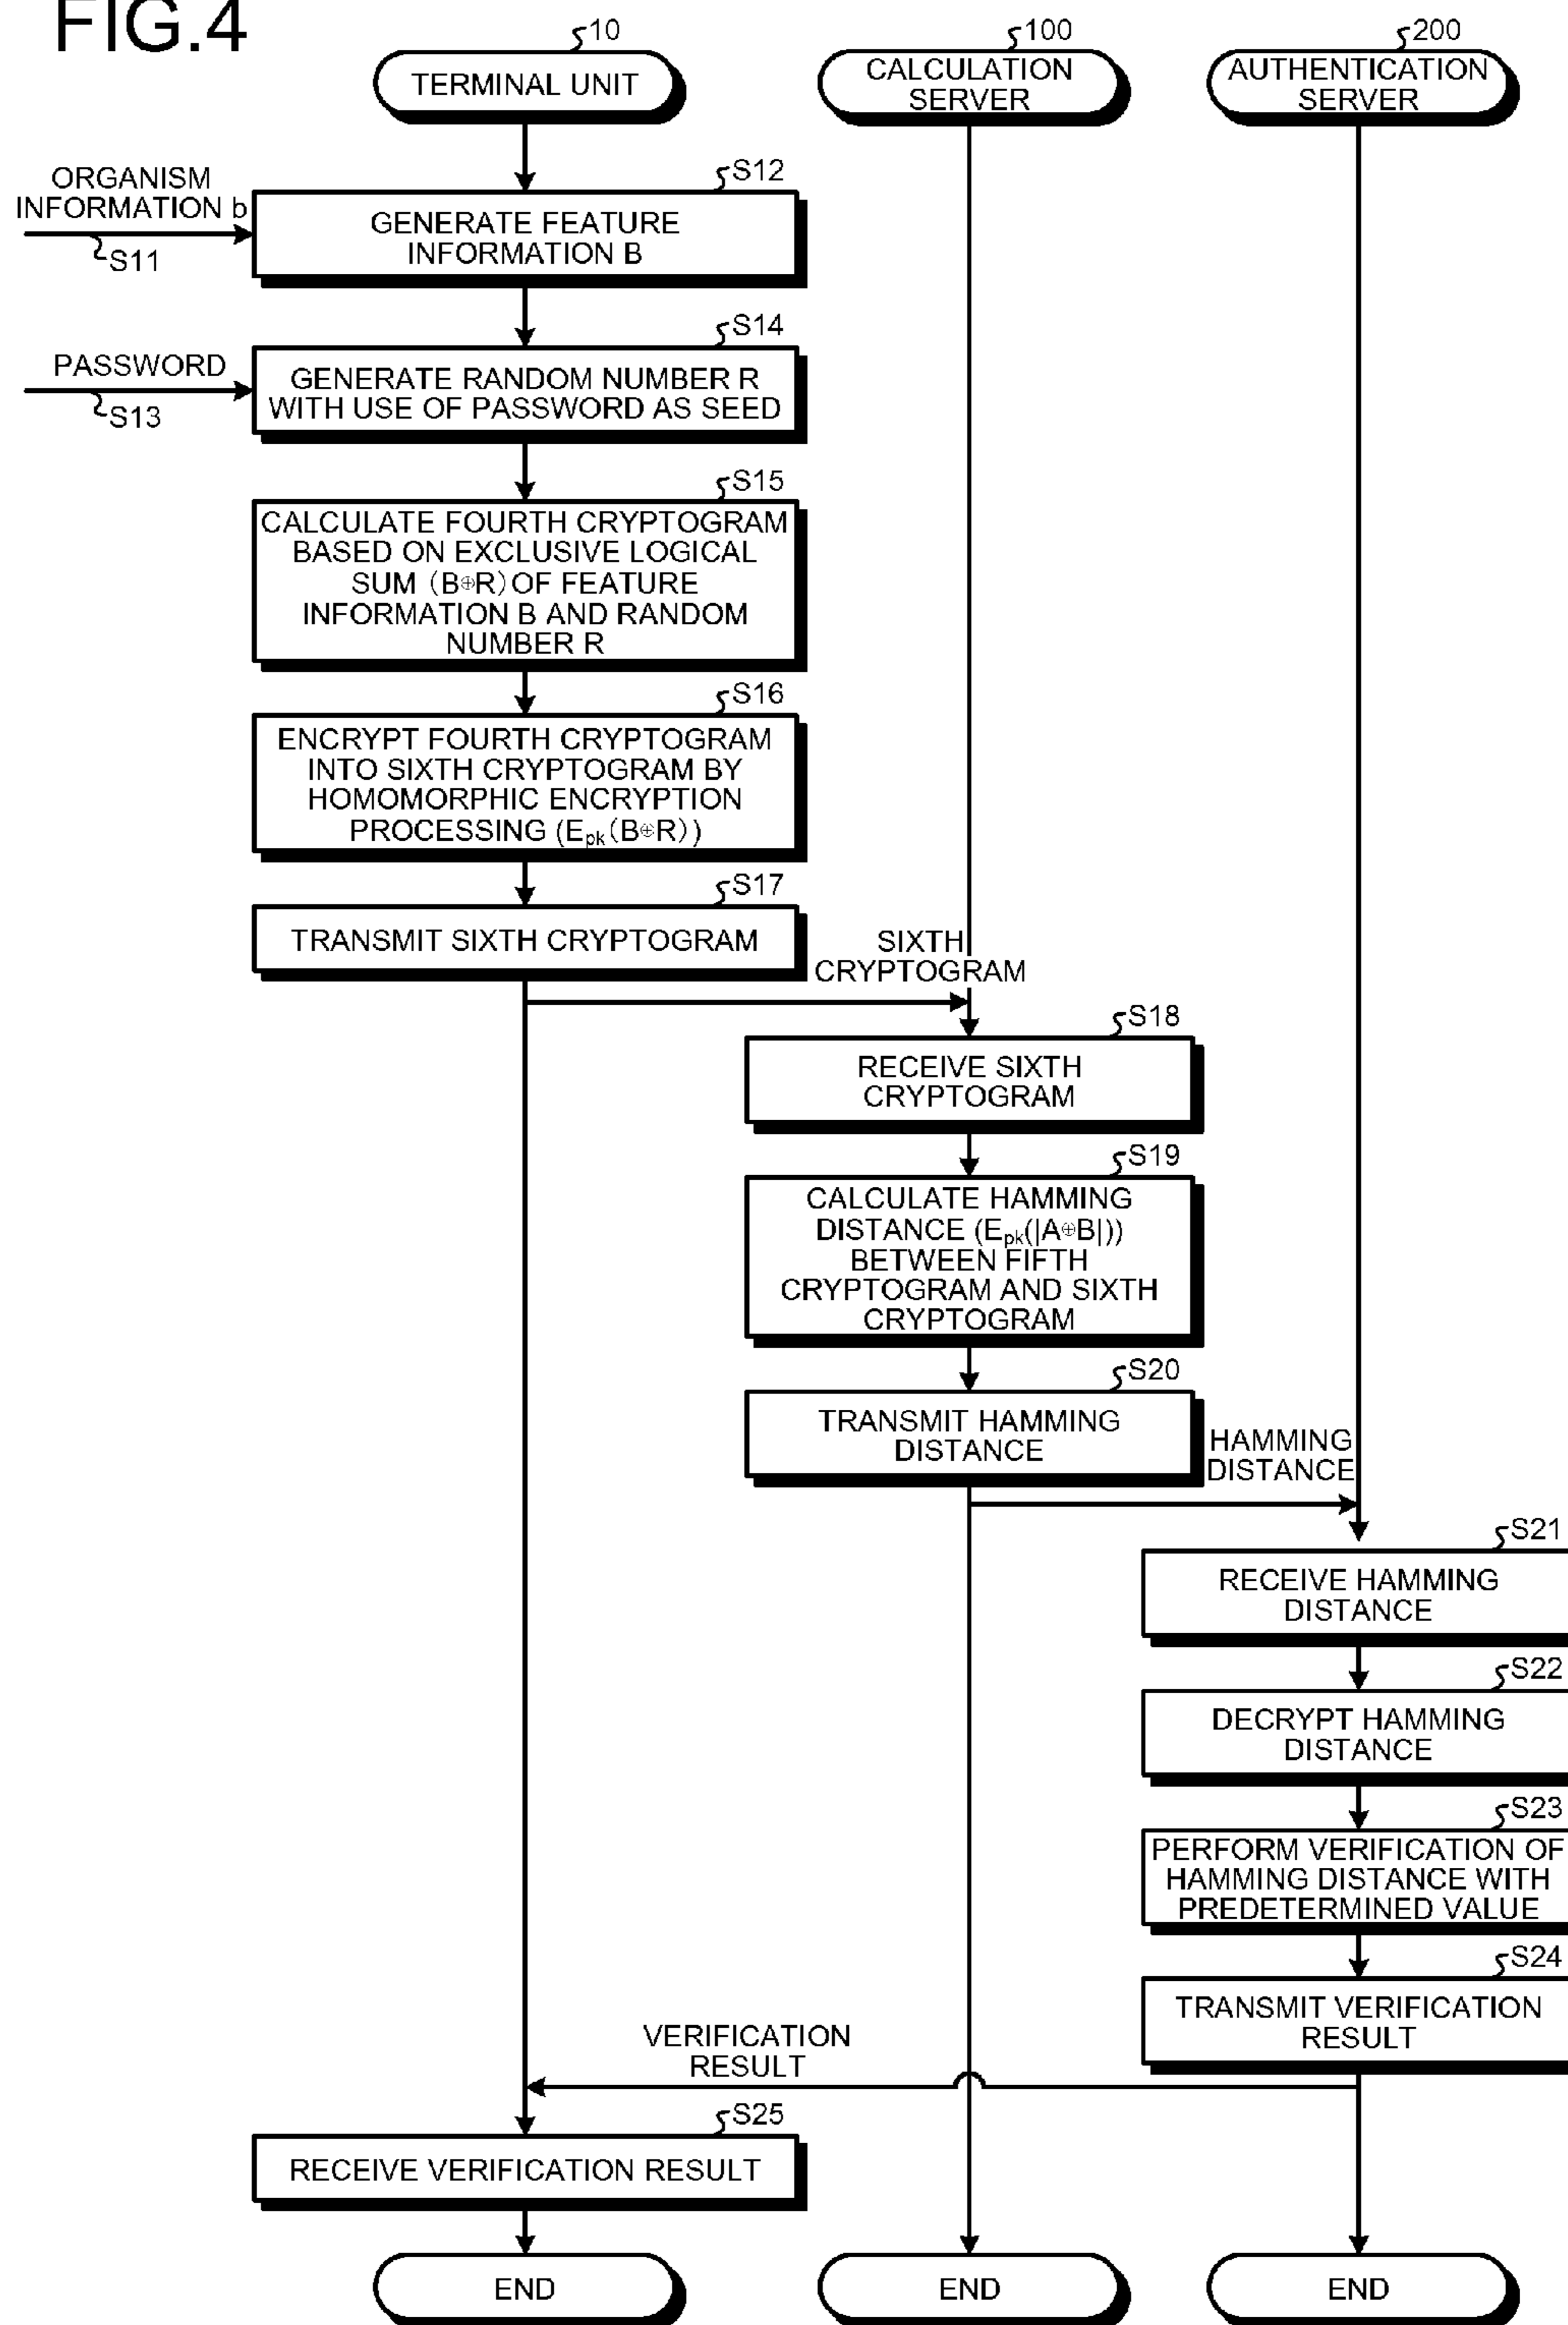 FIG.4
10
TERMINAL UNIT
100
CALCULATION
SERVER
200
AUTHENTICATION
SERVER
ORGANISM
INFORMATION b
S11
S12
GENERATE FEATURE
INFORMATION B
PASSWORD
S13
S14
GENERATE RANDOM NUMBER R
WITH USE OF PASSWORD AS SEED
S15
CALCULATE FOURTH CRYPTOGRAM
BASED ON EXCLUSIVE LOGICAL
SUM (B⊕R) OF FEATURE
INFORMATION B AND RANDOM
NUMBER R
S16
ENCRYPT FOURTH CRYPTOGRAM
INTO SIXTH CRYPTOGRAM BY
HOMOMORPHIC ENCRYPTION
PROCESSING (Epk(B⊕R))
S17
TRANSMIT SIXTH CRYPTOGRAM
SIXTH
CRYPTOGRAM
S18
RECEIVE SIXTH
CRYPTOGRAM
S19
CALCULATE HAMMING
DISTANCE (Epk(|A⊕B|))
BETWEEN FIFTH
CRYPTOGRAM AND SIXTH
CRYPTOGRAM
S20
TRANSMIT HAMMING
DISTANCE
HAMMING
DISTANCE
S21
RECEIVE HAMMING
DISTANCE
S22
DECRYPT HAMMING
DISTANCE
S23
PERFORM VERIFICATION OF
HAMMING DISTANCE WITH
PREDETERMINED VALUE
S24
TRANSMIT VERIFICATION
RESULT
VERIFICATION
RESULT
S25
RECEIVE VERIFICATION RESULT
END
END
END